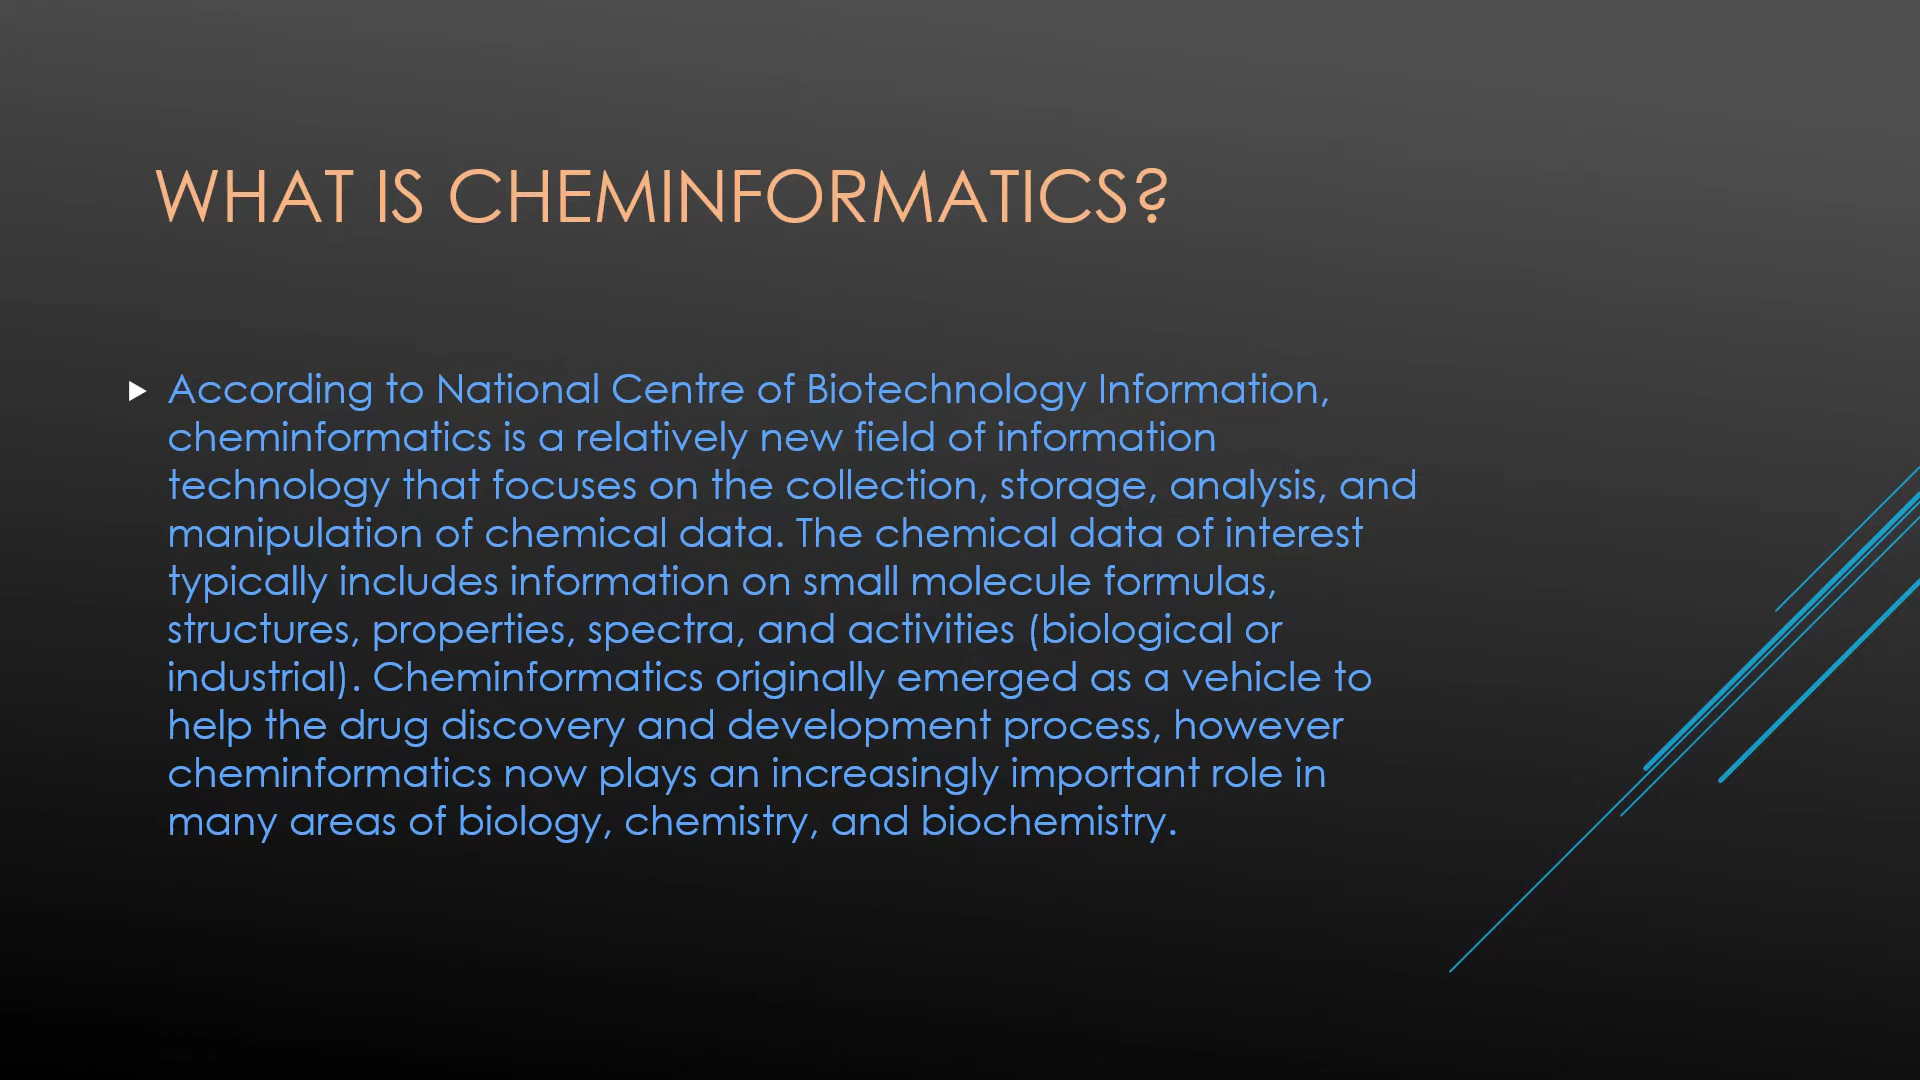 WHAT IS CHEMINFORMATICS?
According to National Centre of Biotechnology Information,
cheminformatics is a relatively new field of information
technology that focuses on the collection, storage, analysis, and
manipulation of chemical data. The chemical data of interest
typically includes information on small molecule formulas,
structures, properties, spectra, and activities (biological or
industrial). Cheminformatics originally emerged as a vehicle to
help the drug discovery and development process, however
cheminformatics now plays an increasingly important role in
many areas of biology, chemistry, and biochemistry.